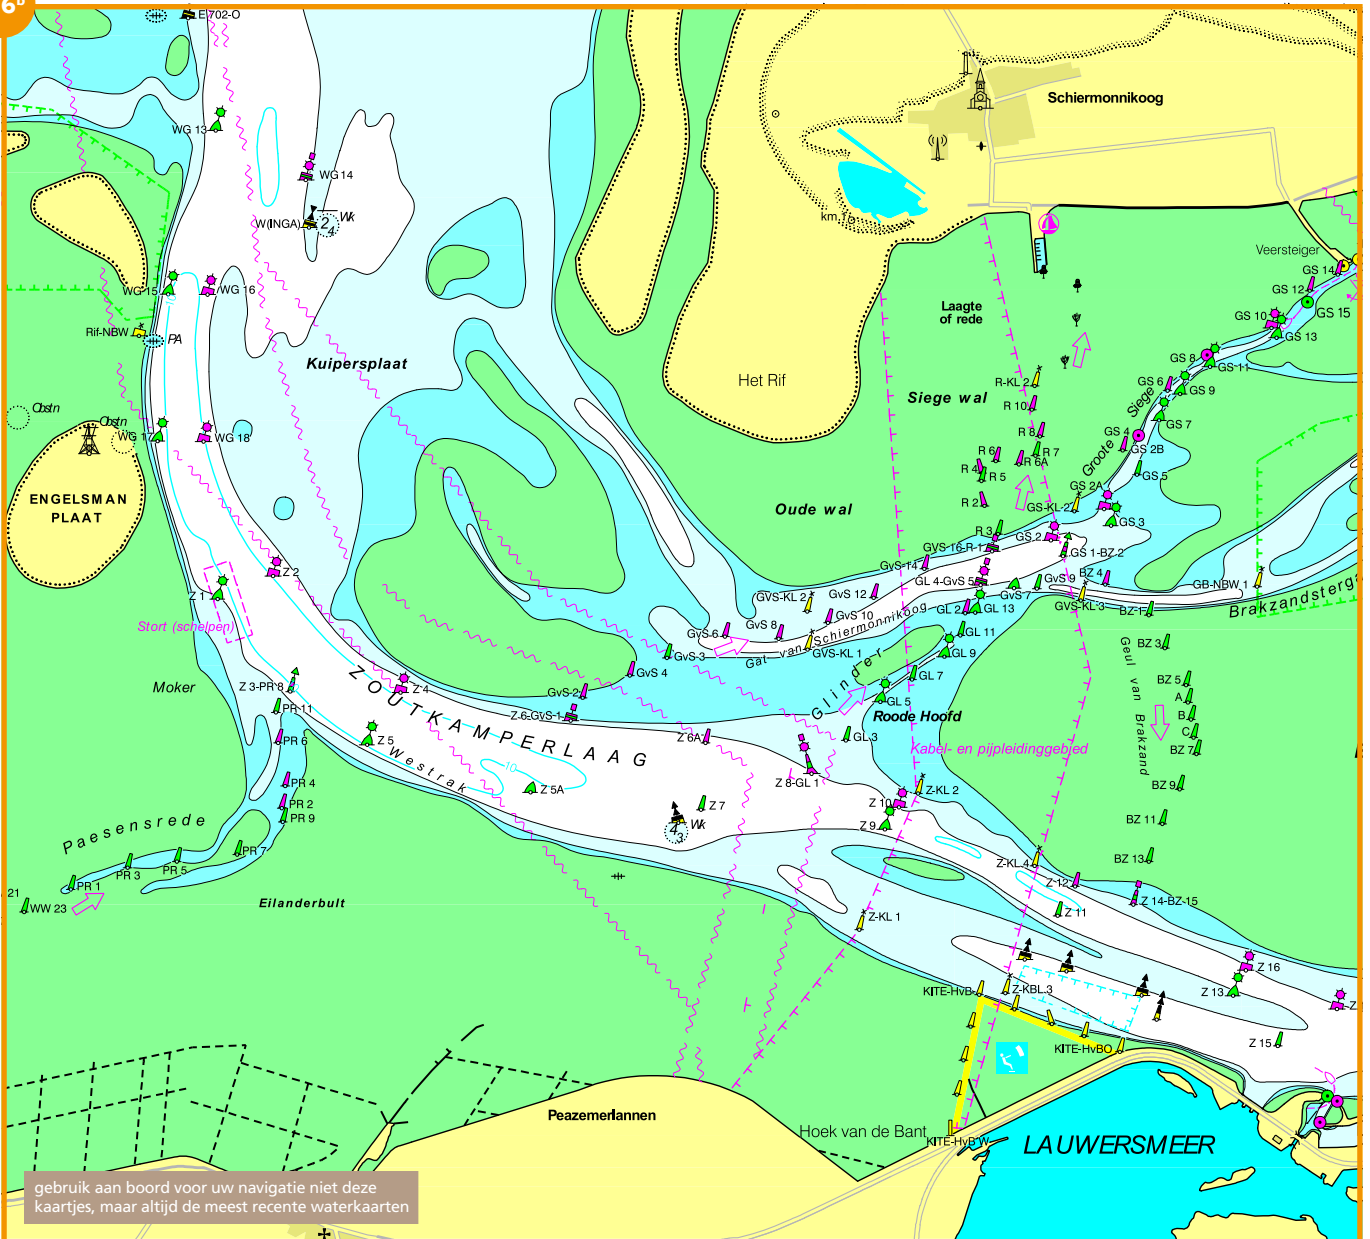 6b
E 702-O
WG 13
WG 14
W(INGA)
2 4
Wk
WG 15
WG 16
Rif-NBW
PA
Obstn
Obstn
WG 17
WG 18
ENGELSMAN
PLAAT
Kuipersplaat
Schiermonnikoog
km.1b
Veersteiger
GS 14
GS 12
GS 15
GS 10
GS 13
Laagte
of rede
GS 8
GS 11
Het Rif
R-KL 2
GS 6
GS 9
Siege wal
R 10
Groote Siege
GS 7
R 8
GS 4
GS 2B
R 6
R 7
R 4
R 6A
R 5
GS 5
GS 2A
Oude wal
R 2
GS-KL-2
GS 3
R 3
GS 2
GVS-16-R-1
GS 1-BZ-2
GvS-14
GL 4-GvS 5
GvS 9
BZ 4
GB-NBW 1
GvS 7
GVS-KL 2
GvS 12
GVS-KL-3
Brakzanderga
GvS 10
GL 2
GL 13
BZ-1
Z 2
Z 1
Stort (schelpen)
GvS-6
GvS 8
Gat van Schiermonnikoog
GL 11
GVS-KL 1
BZ 3
GvS-3
GL 9
Geul van Brakzand
GvS 4
GL 7
BZ 5
Moker
Z 3-PR 8
Z 4
GvS-2
Glinder
GL 5
A
PR 11
Z 6-GvS-1
Roode Hoofd
B
C
ZOUTKAMPERLAAG
PR 6
Z 5
Z 6A
GL 3
Kabel- en pijpleidinggebied
BZ 7
Westrak
10
PR 4
Z 5A
Z 8-GL 1
Z-KL 2
BZ 9
PR 2
Z 7
Z 10
PR 9
Wk
4 3
Z 9
BZ 11
Paesensrede
PR 7
BZ 13
PR 5
PR 3
Z-KL 4
PR 1
Z-12
21
WW 23
Eilanderbult
Z 14-BZ-15
Z 11
Z-KL 1
Z 16
KITE-HvB
Z-KBL.3
Z 13
KITE-HvBO
Z 15
Peazemerlannen
Hoek van de Bant
KITE-HvB W
LAUWERSMEER
gebruik aan boord voor uw navigatie niet deze
kaartjes, maar altijd de meest recente waterkaarten